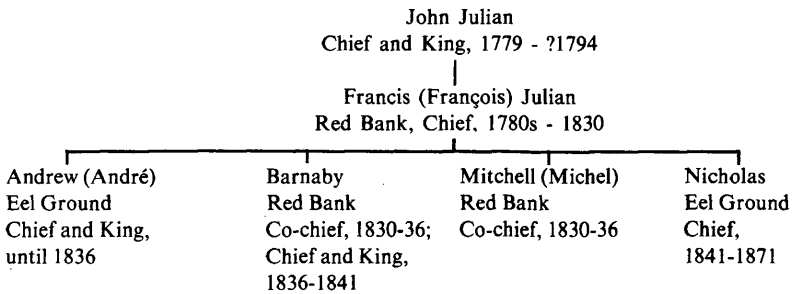 John Julian
Chief and King, 1779 - ?1794
Francis (François) Julian
Red Bank, Chief, 1780s - 1830
Andrew (André)
Eel Ground
Chief and King,
until 1836
Barnaby
Red Bank
Co-chief, 1830-36;
Chief and King,
1836-1841
Mitchell (Michel)
Red Bank
Co-chief, 1830-36
Nicholas
Eel Ground
Chief,
1841-1871